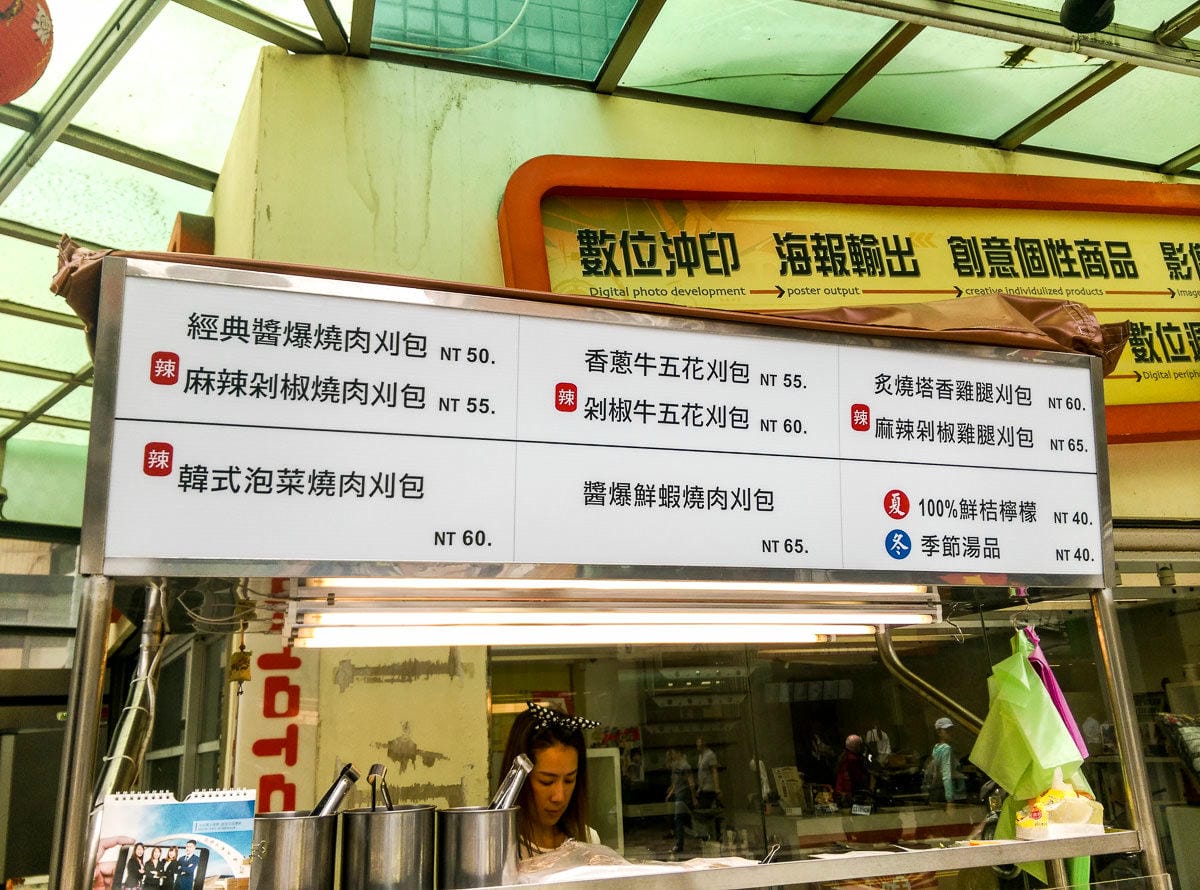 數位沖印 海報輸出 創意個性商品
Digital photo development poster output creative individulized products
數位
Digital
經典醬爆燒肉刈包 NT 50.
辣 麻辣剁椒燒肉刈包 NT 55.
香蔥牛五花刈包 NT 55.
辣 剁椒牛五花刈包 NT 60.
炙燒塔香雞腿刈包 NT 60.
辣 麻辣剁椒雞腿刈包 NT 65.
辣 韓式泡菜燒肉刈包
NT 60.
醬爆鮮蝦燒肉刈包
NT 65.
夏 100%鮮桔檸檬 NT 40.
冬 季節湯品 NT 40.